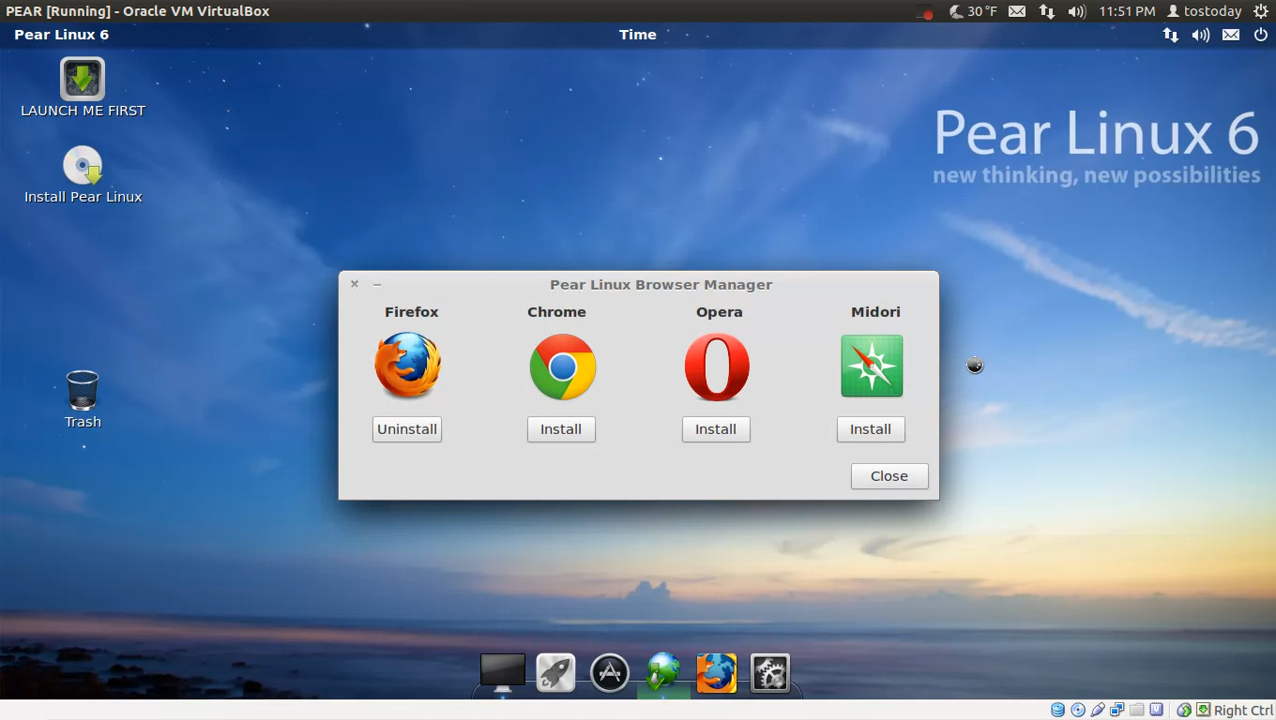 PEAR [Running] - Oracle VM VirtualBox
30 °F
11:51 PM
tostoday
Pear Linux 6
Time
LAUNCH ME FIRST
Install Pear Linux
Trash
Pear Linux 6
new thinking, new possibilities
Pear Linux Browser Manager
Firefox
Chrome
Opera
Midori
Uninstall
Install
Install
Install
Close
Right Ctrl